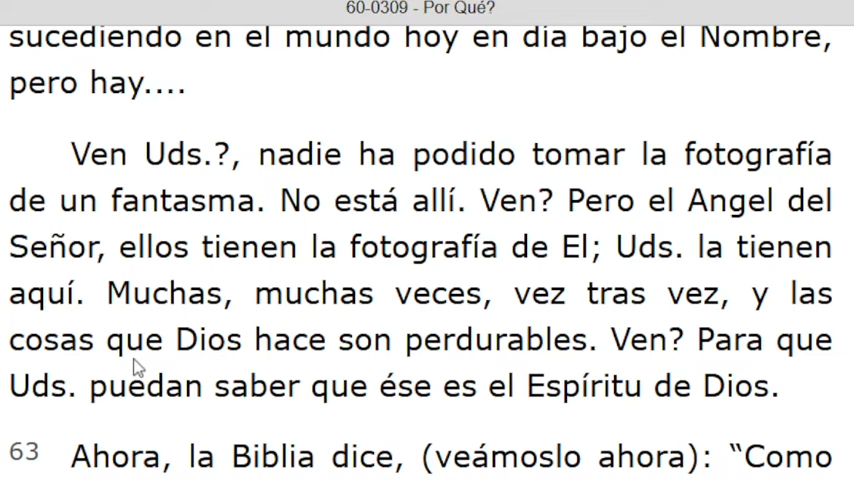 60-0309 - Por Qué?
sucediendo en el mundo hoy en día bajo el Nombre,
pero hay....
Ven Uds.?, nadie ha podido tomar la fotografía
de un fantasma. No está allí. Ven? Pero el Angel del
Señor, ellos tienen la fotografía de El; Uds. la tienen
aquí. Muchas, muchas veces, vez tras vez, y las
cosas que Dios hace son perdurables. Ven? Para que
Uds. puedan saber que ése es el Espíritu de Dios.
63 Ahora, la Biblia dice, (veámoslo ahora): “Como